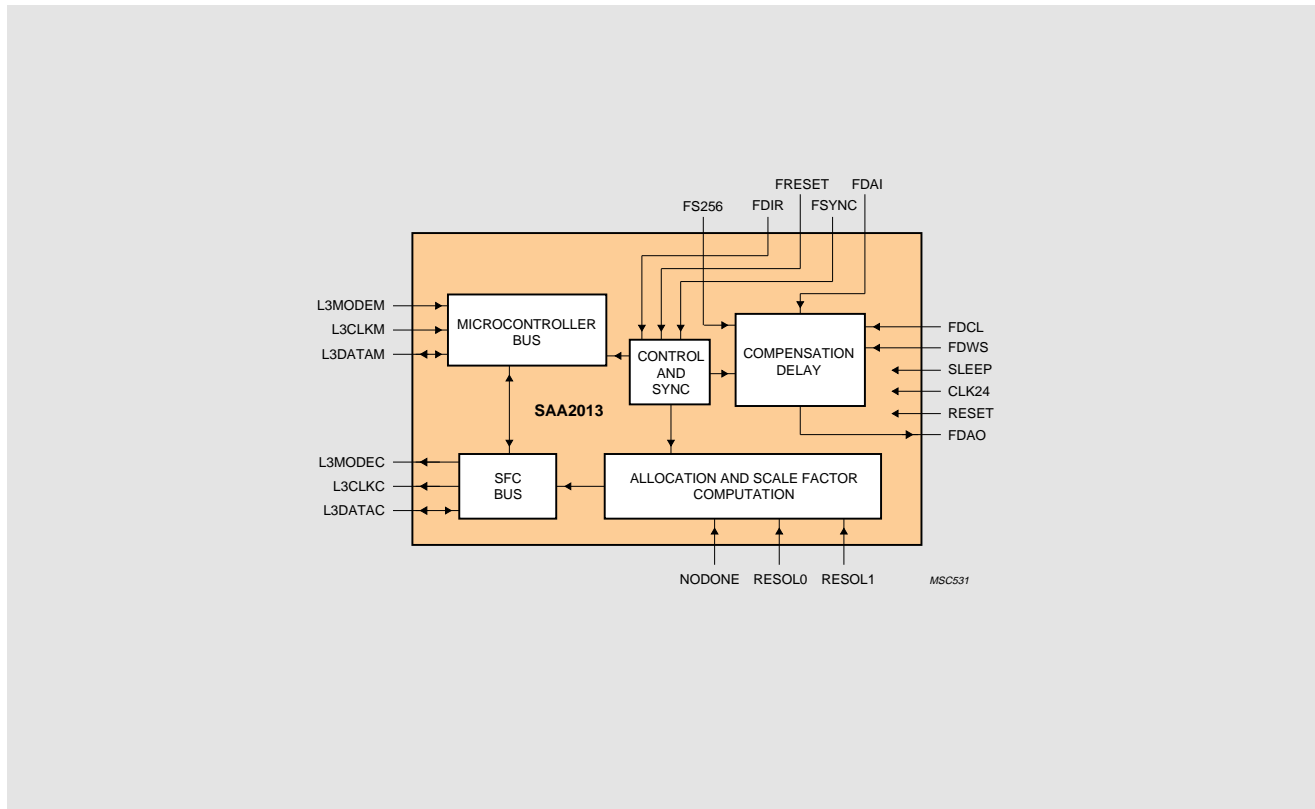 FRESET FDAI
FS256 FDIR FSYNC
L3MODEM
L3CLKM
L3DATAM
MICROCONTROLLER
BUS
CONTROL
AND
SYNC
COMPENSATION
DELAY
FDCL
FDWS
SLEEP
CLK24
RESET
FDAO
SAA2013
L3MODEC
L3CLKC
L3DATAC
SFC
BUS
ALLOCATION AND SCALE FACTOR
COMPUTATION
NODONE RESOL0 RESOL1
MSC531